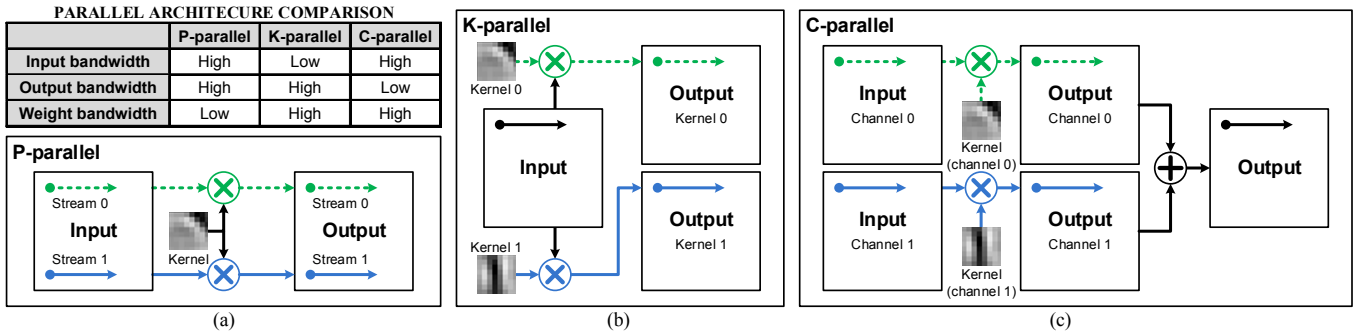 PARALLEL ARCHITECURE COMPARISON
P-parallel K-parallel C-parallel
Input bandwidth High Low High
Output bandwidth High High Low
Weight bandwidth Low High High
P-parallel
Stream 0
Stream 0
Input
Output
Stream 1
Kernel
Stream 1
(a)
K-parallel
Kernel 0
Output
Kernel 0
Input
Kernel 1
Output
Kernel 1
(b)
C-parallel
Input
Channel 0
Kernel
(channel 0)
Output
Channel 0
Input
Channel 1
Kernel
(channel 1)
Output
Channel 1
Output
(c)